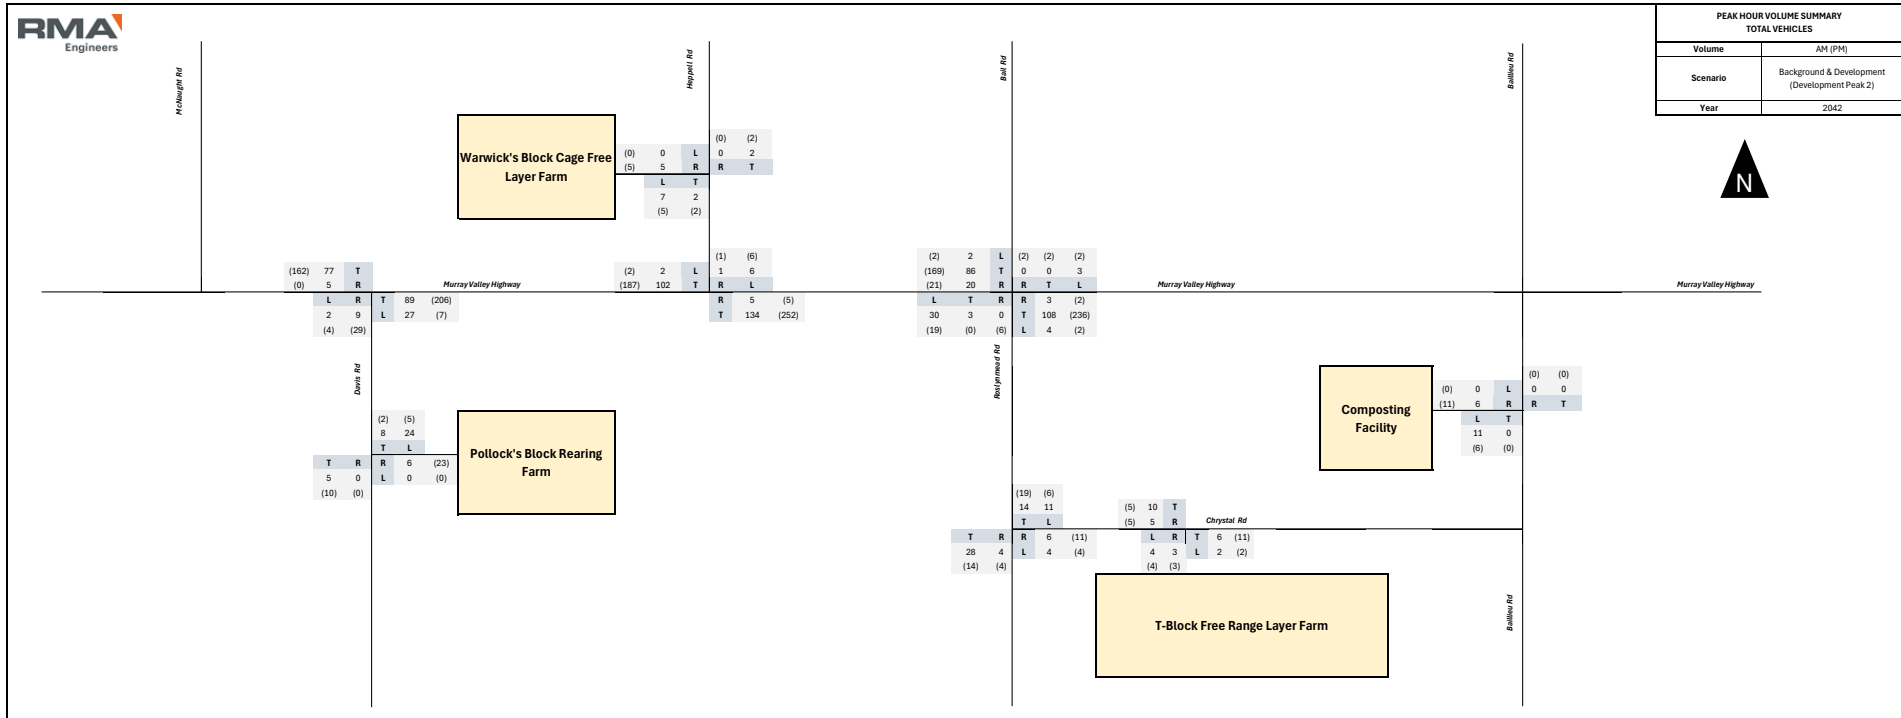 RMA
Engineers
PEAK HOUR VOLUME SUMMARY
TOTAL VEHICLES
Volume AM (PM)
Scenario Background & Development
(Development Peak 2)
Year 2042
N
McNaught Rd
Heppell Rd
Ball Rd
Baillieu Rd
Warwick's Block Cage Free
Layer Farm
(0) (2)
(0) 0 L 0 2
(5) 5 R R T
L T
7 2
(5) (2)
(162) 77 T
(0) 5 R
Murray Valley Highway
L R T 89 (206)
2 9 L 27 (7)
(4) (29)
(1) (6)
(2) 2 L 1 6
(187) 102 T R L
R 5 (5)
T 134 (252)
(2) 2 L (2) (2) (2)
(169) 86 T 0 0 3
(21) 20 R R T L
L T R R 3 (2)
30 3 0 T 108 (236)
(19) (0) (6) L 4 (2)
Murray Valley Highway
Murray Valley Highway
Davis Rd
Roslynmead Rd
(2) (5)
8 24
T L
T R R 6 (23)
5 0 L 0 (0)
(10) (0)
Pollock's Block Rearing
Farm
Composting
Facility
(0) (0)
(0) 0 L 0 0
(11) 6 R R T
L T
11 0
(6) (0)
(19) (6)
14 11
T L
T R R 6 (11)
28 4 L 4 (4)
(14) (4)
(5) 10 T
(5) 5 R
Chrystal Rd
L R T 6 (11)
4 3 L 2 (2)
(4) (3)
T-Block Free Range Layer Farm
Baillieu Rd